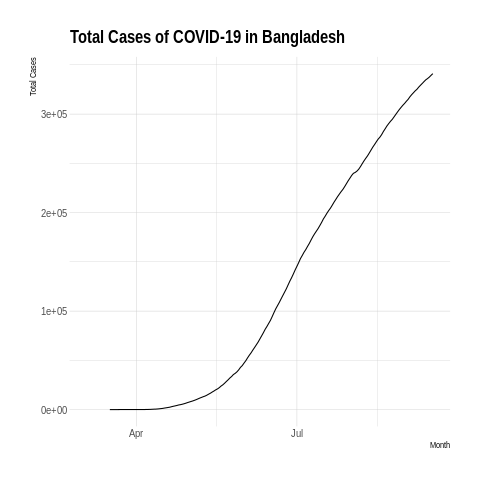 Total Cases of COVID-19 in Bangladesh
Total Cases
3e+05
2e+05
1e+05
0e+00
Apr
Jul
Month